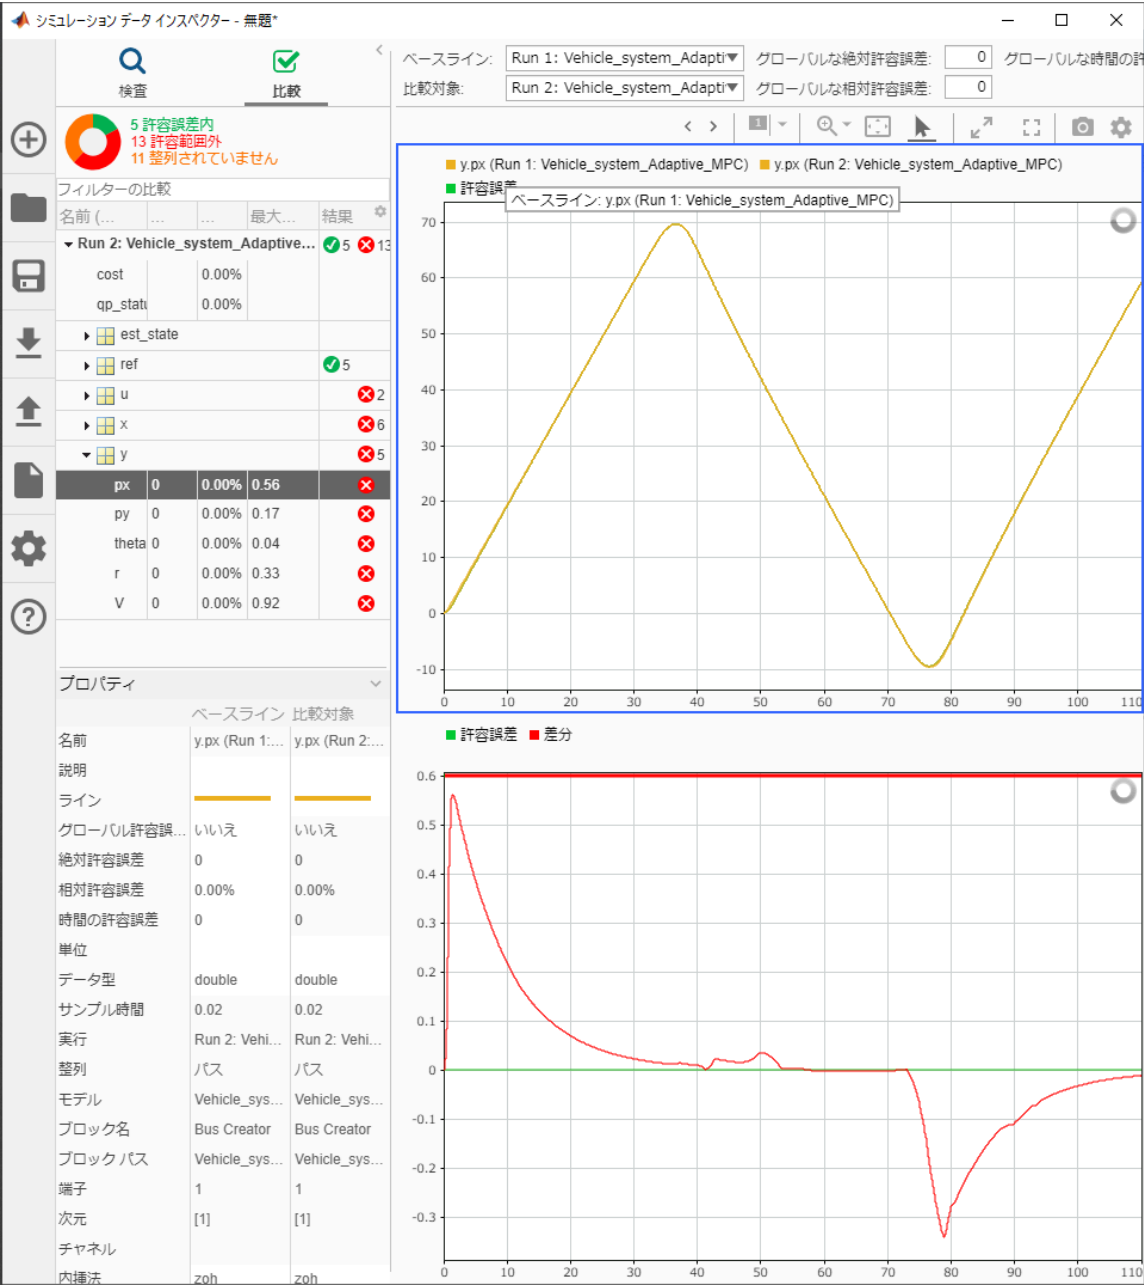 シミュレーション データ インスペクター - 無題*
検査
比較
ベースライン: Run 1: Vehicle_system_Adapti グローバルな絶対許容誤差: 0 グローバルな時間の許
比較対象: Run 2: Vehicle_system_Adapti グローバルな相対許容誤差: 0
5 許容誤差内
13 許容範囲外
11 整列されていません
フィルターの比較
名前 (... ... ... 最大... 結果
Run 2: Vehicle_system_Adaptive... 5 13
cost 0.00%
qp_statu 0.00%
est_state
ref 5
u 2
x 6
y 5
px 0 0.00% 0.56
py 0 0.00% 0.17
theta 0 0.00% 0.04
r 0 0.00% 0.33
V 0 0.00% 0.92
プロパティ
ベースライン 比較対象
名前 y.px (Run 1:... y.px (Run 2:...
説明
ライン
グローバル許容誤... いいえ いいえ
絶対許容誤差 0 0
相対許容誤差 0.00% 0.00%
時間の許容誤差 0 0
単位
データ型 double double
サンプル時間 0.02 0.02
実行 Run 2: Vehi... Run 2: Vehi...
整列 パス パス
モデル Vehicle_sys... Vehicle_sys...
ブロック名 Bus Creator Bus Creator
ブロック パス Vehicle_sys... Vehicle_sys...
端子 1 1
次元 [1] [1]
チャネル
内挿法 zoh zoh
1
y.px (Run 1: Vehicle_system_Adaptive_MPC) y.px (Run 2: Vehicle_system_Adaptive_MPC)
許容誤差
ベースライン: y.px (Run 1: Vehicle_system_Adaptive_MPC)
70
60
50
40
30
20
10
0
-10
0 10 20 30 40 50 60 70 80 90 100 110
許容誤差 差分
0.6
0.5
0.4
0.3
0.2
0.1
0
-0.1
-0.2
-0.3
0 10 20 30 40 50 60 70 80 90 100 110